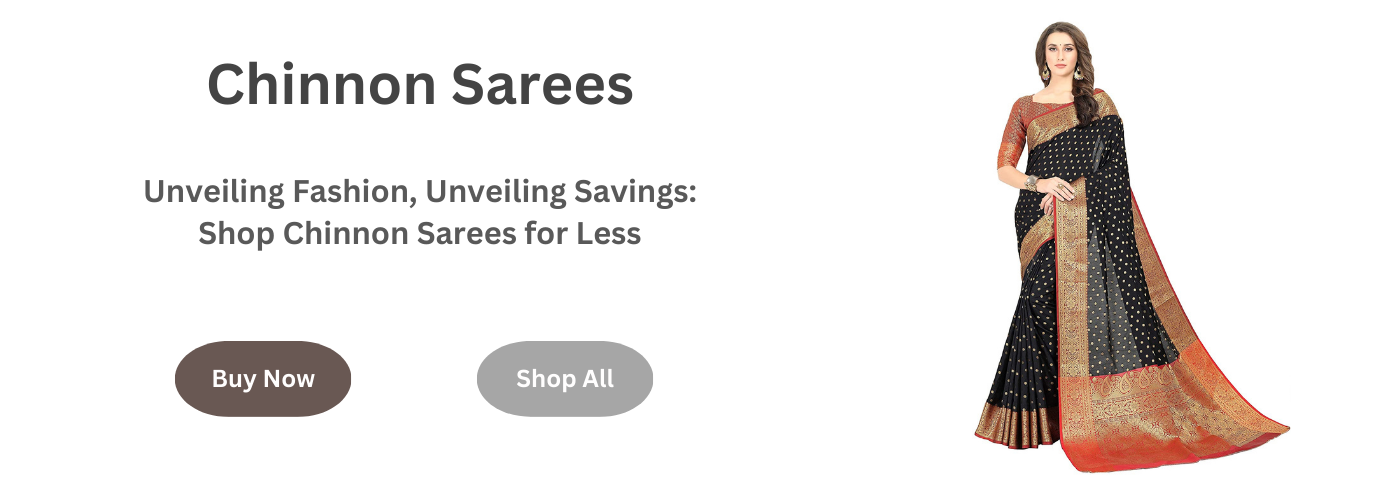 Chinnon Sarees
Unveiling Fashion, Unveiling Savings:
Shop Chinnon Sarees for Less
Buy Now
Shop All